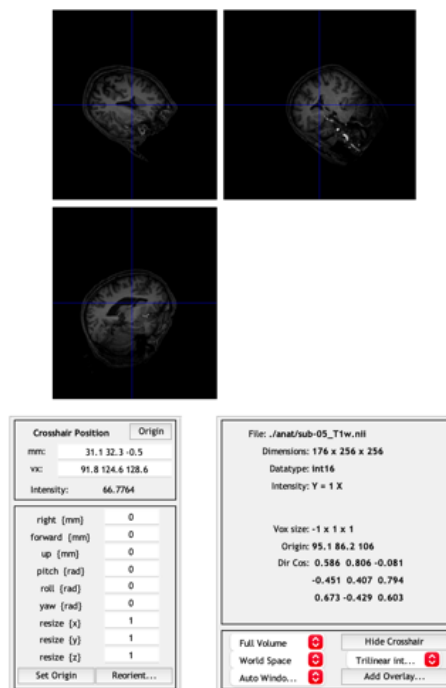 Crosshair Position Origin
mm: 31.1 32.3 -0.5
vx: 91.8 124.6 128.6
Intensity: 66.7764
right {mm} 0
forward {mm} 0
up {mm} 0
pitch {rad} 0
roll {rad} 0
yaw {rad} 0
resize {x} 1
resize {y} 1
resize {z} 1
Set Origin Reorient...
File: ./anat/sub-05_T1w.nii
Dimensions: 176 x 256 x 256
Datatype: int16
Intensity: Y = 1 X
Vox size: -1 x 1 x 1
Origin: 95.1 86.2 106
Dir Cos: 0.586 0.806 -0.081
-0.451 0.407 0.794
0.673 -0.429 0.603
Full Volume Hide Crosshair
World Space Trilinear int...
Auto Windo... Add Overlay...